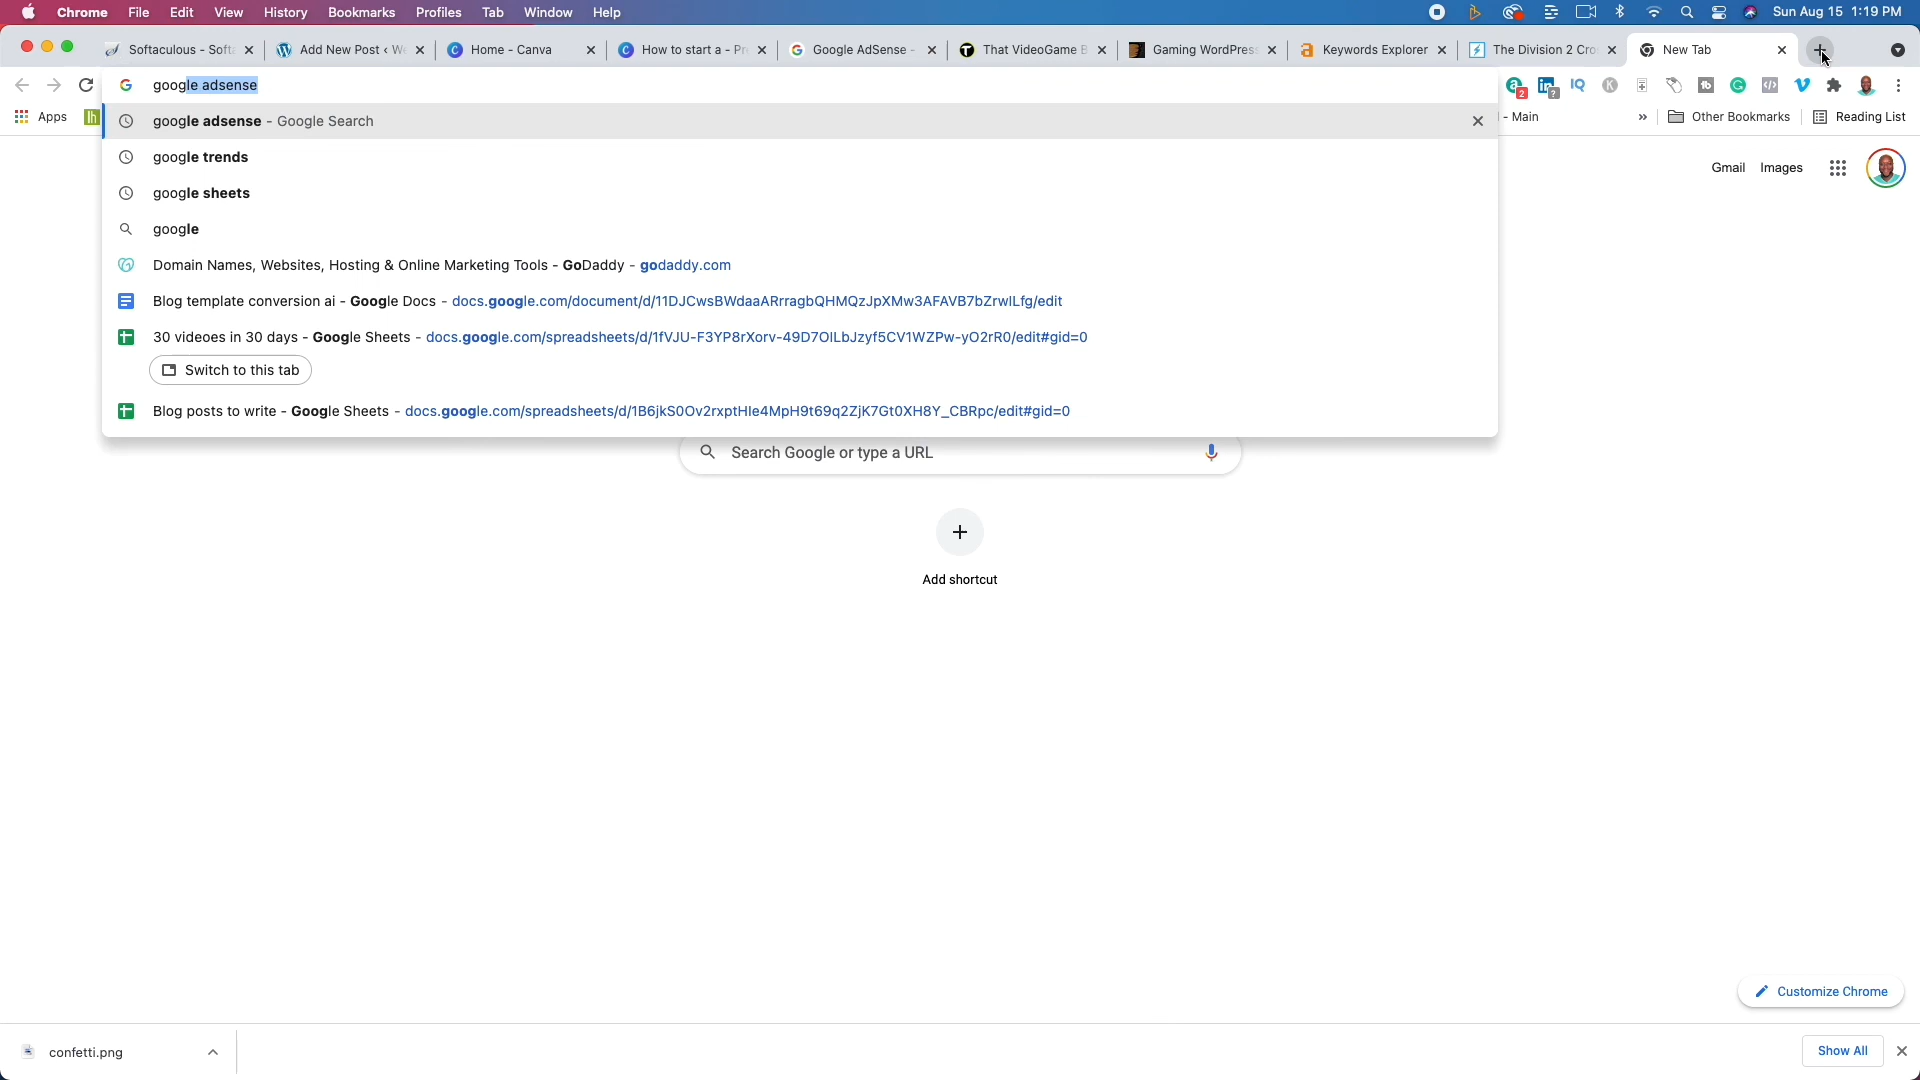 Chrome File Edit View History Bookmarks Profiles Tab Window Help Sun Aug 15 1:19 PM
Softaculous - Softa Add New Post ‹ W Home - Canva How to start a - Pr Google AdSense - That VideoGame B Gaming WordPress Keywords Explorer The Division 2 Cro New Tab
google adsense
2 ?
Apps - Main » Other Bookmarks Reading List
google adsense - Google Search
google trends
Gmail Images
google sheets
google
Domain Names, Websites, Hosting & Online Marketing Tools - GoDaddy - godaddy.com
Blog template conversion ai - Google Docs - docs.google.com/document/d/11DJCwsBWdaaARrragbQHMQzJpXMw3AFAVB7bZrwlLfg/edit
30 videoes in 30 days - Google Sheets - docs.google.com/spreadsheets/d/1fVJU-F3YP8rXorv-49D7OlLbJzyf5CV1WZPw-yO2rR0/edit#gid=0
Switch to this tab
Blog posts to write - Google Sheets - docs.google.com/spreadsheets/d/1B6jkS0Ov2rxptHle4MpH9t69q2ZjK7Gt0XH8Y_CBRpc/edit#gid=0
Search Google or type a URL
Add shortcut
Customize Chrome
confetti.png Show All